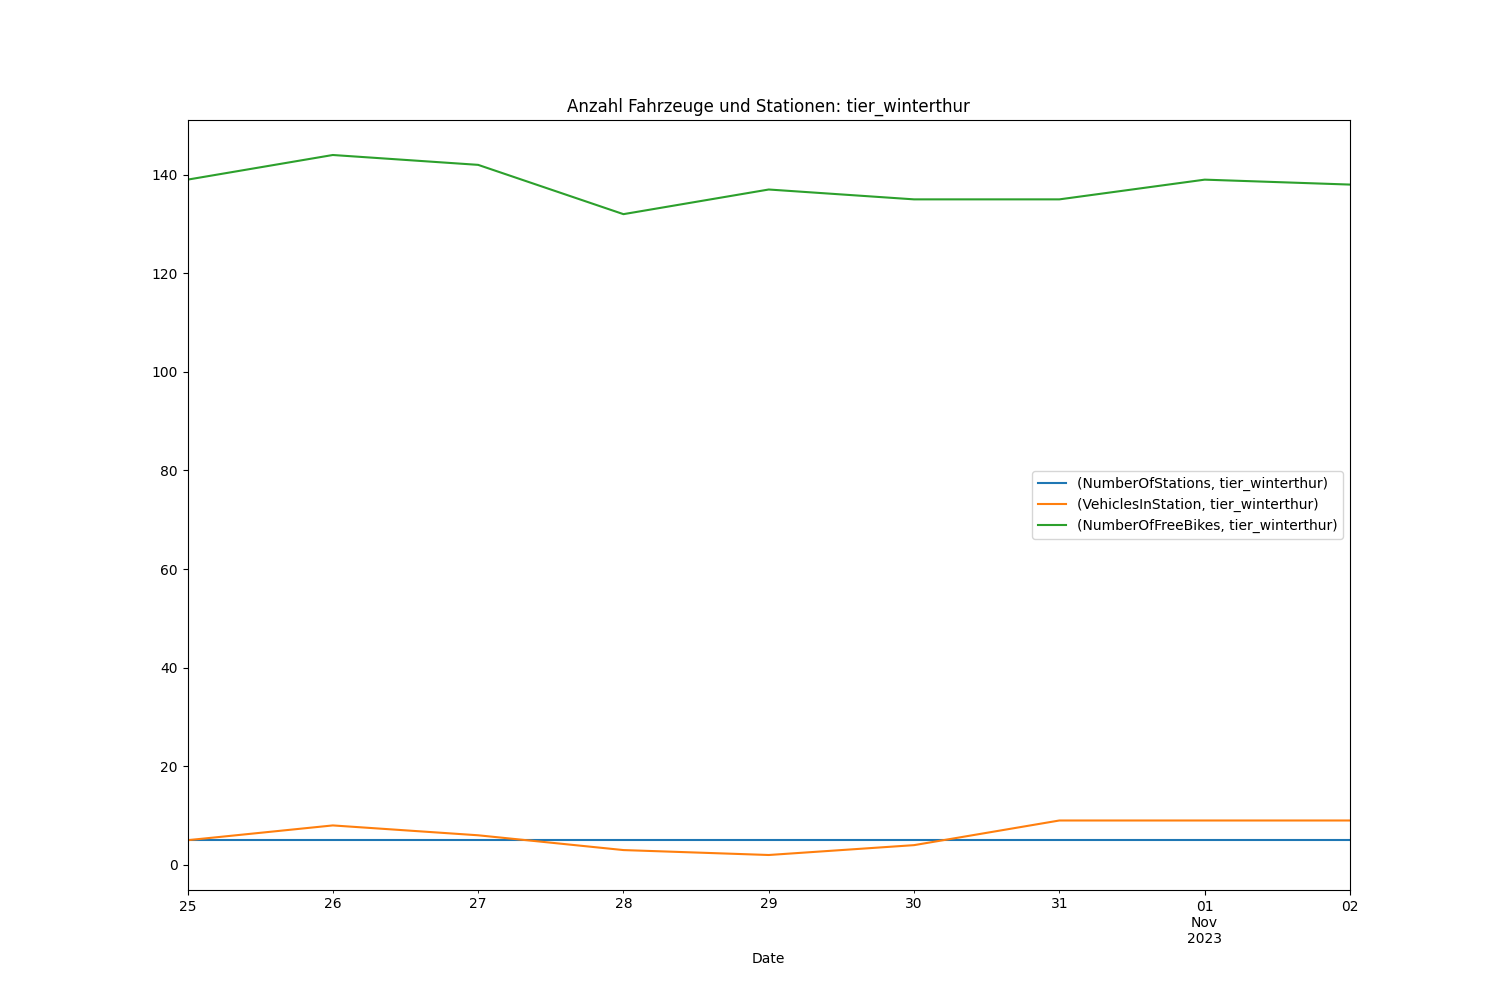 Anzahl Fahrzeuge und Stationen: tier_winterthur
140
120
100
80
60
40
20
0
(NumberOfStations, tier_winterthur)
(VehiclesInStation, tier_winterthur)
(NumberOfFreeBikes, tier_winterthur)
25 26 27 28 29 30 31 01 02
Nov
2023
Date